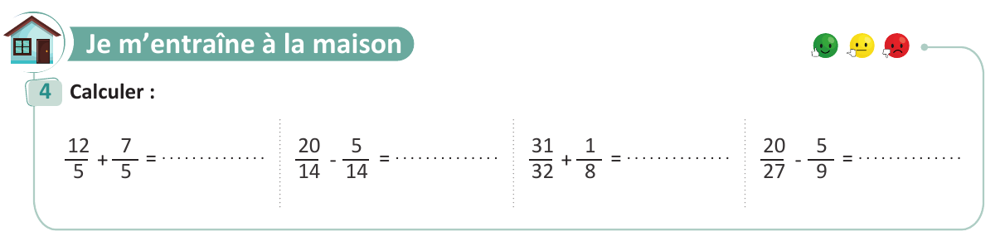 Je m'entraîne à la maison
4 Calculer :
12/5 + 7/5 = .............. 20/14 - 5/14 = .............. 31/32 + 1/8 = .............. 20/27 - 5/9 = ..............